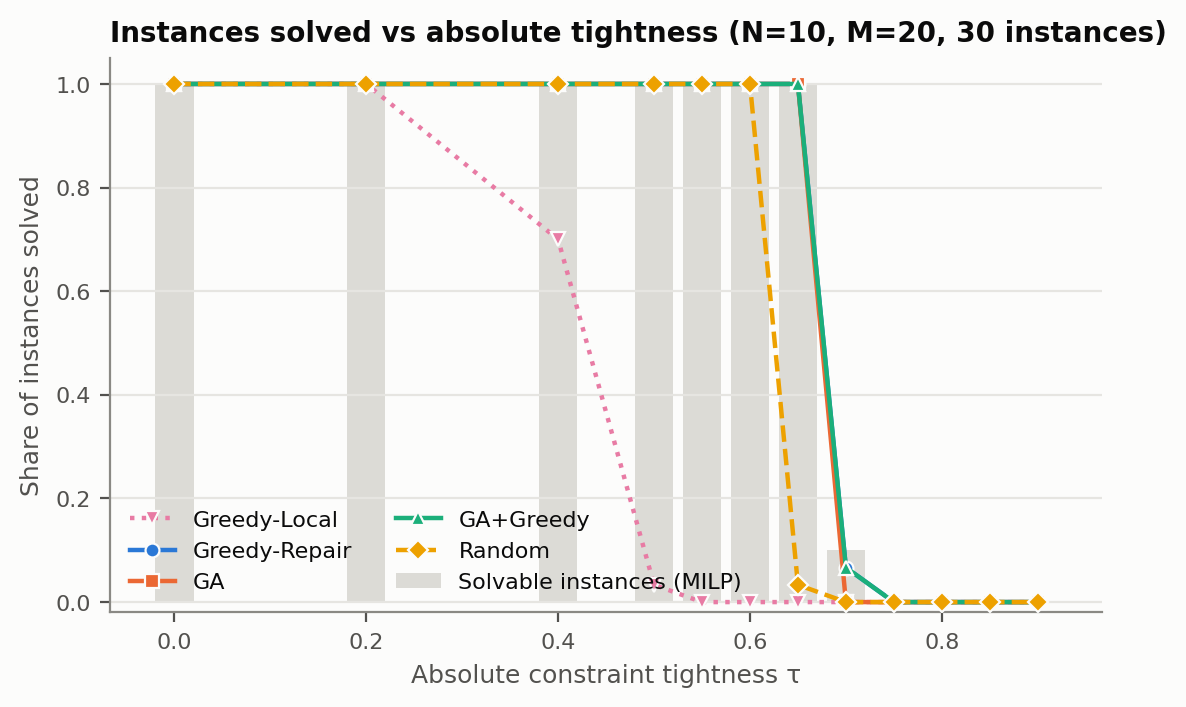 Instances solved vs absolute tightness (N=10, M=20, 30 instances)
Share of instances solved
1.0
0.8
0.6
0.4
0.2
0.0
Greedy-Local
Greedy-Repair
GA
GA+Greedy
Random
Solvable instances (MILP)
0.0 0.2 0.4 0.6 0.8
Absolute constraint tightness τ